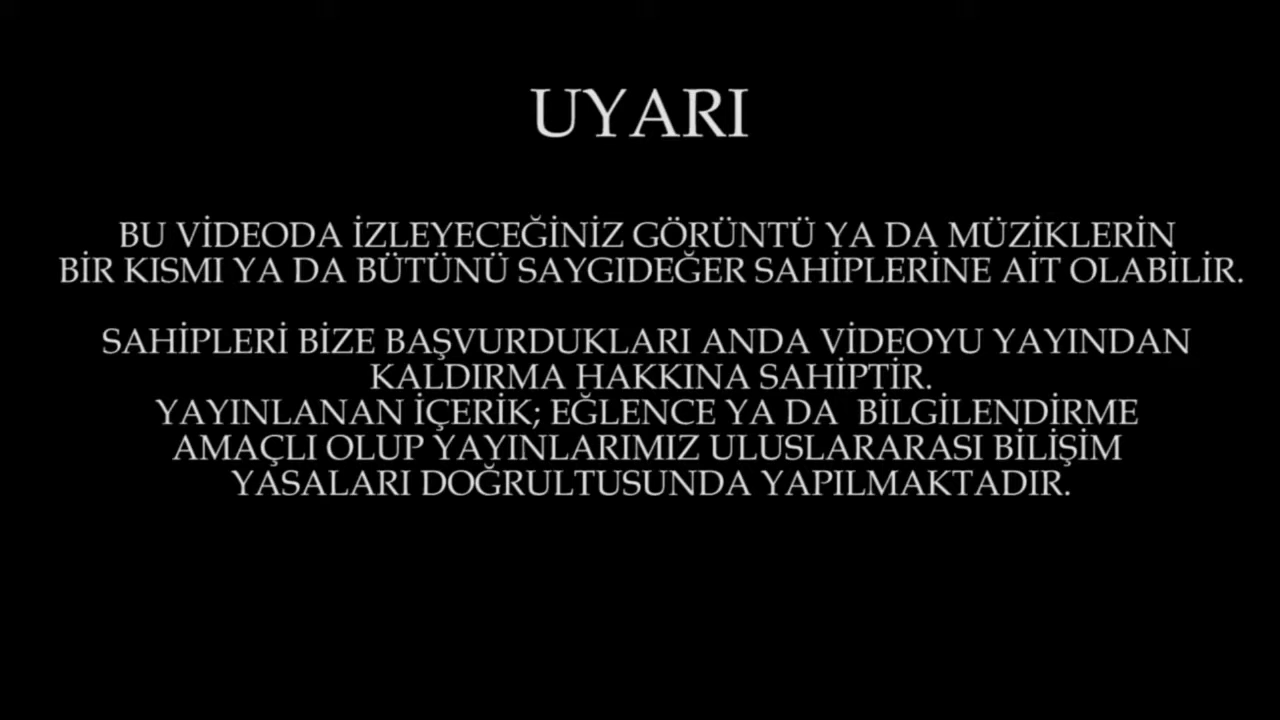 UYARI
BU VİDEODA İZLEYECEĞİNİZ GÖRÜNTÜ YA DA MÜZİKLERİN
BİR KISMI YA DA BÜTÜNÜ SAYGIDEĞER SAHİPLERİNE AİT OLABİLİR.
SAHİPLERİ BİZE BAŞVURDUKLARI ANDA VİDEOYU YAYINDAN
KALDIRMA HAKKINA SAHİPTİR.
YAYINLANAN İÇERİK; EĞLENCE YA DA  BİLGİLENDİRME
AMAÇLI OLUP YAYINLARIMIZ ULUSLARARASI BİLİŞİM
YASALARI DOĞRULTUSUNDA YAPILMAKTADIR.